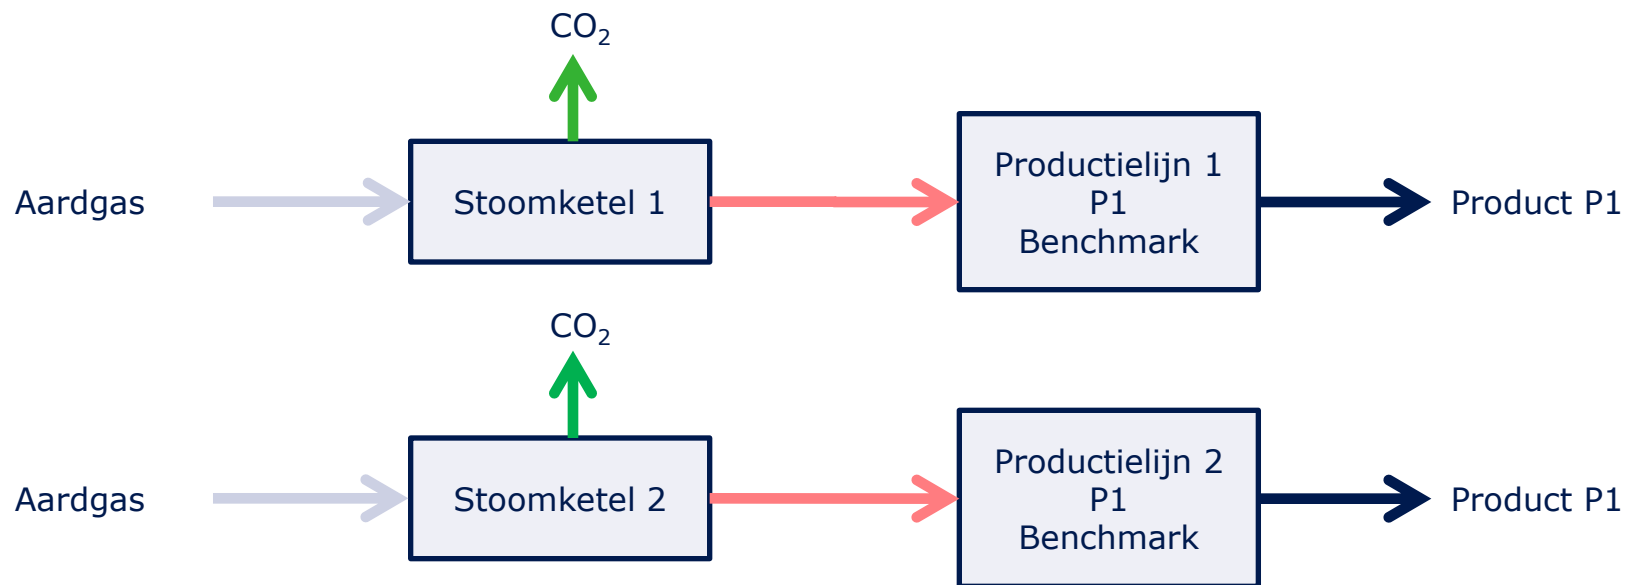 CO₂
Aardgas
Stoomketel 1
Productielijn 1
P1
Benchmark
Product P1
CO₂
Aardgas
Stoomketel 2
Productielijn 2
P1
Benchmark
Product P1